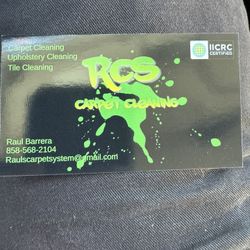 Carpet Cleaning
Upholstery Cleaning
Tile Cleaning
IICRC
CERTIFIED
RCS
CARPET CLEANING
Raul Barrera
858-568-2104
Raulscarpetsystem@gmail.com